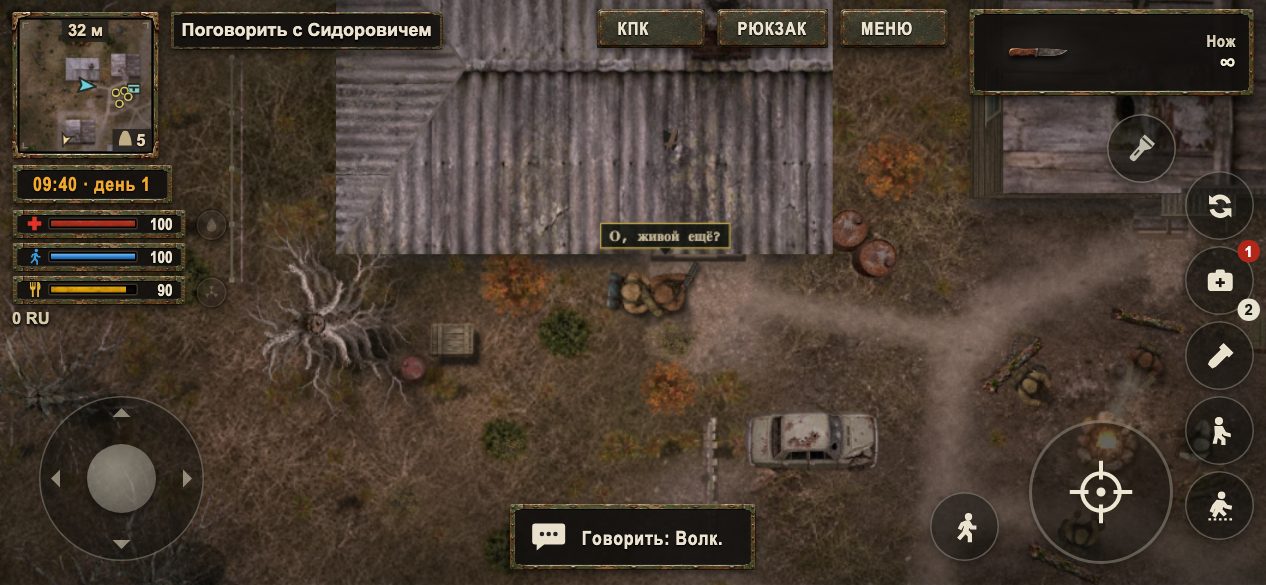 32 м
Поговорить с Сидоровичем
КПК
РЮКЗАК
МЕНЮ
Нож
∞
5
09:40 · день 1
100
100
90
0 RU
О, живой ещё?
1
2
Говорить: Волк.